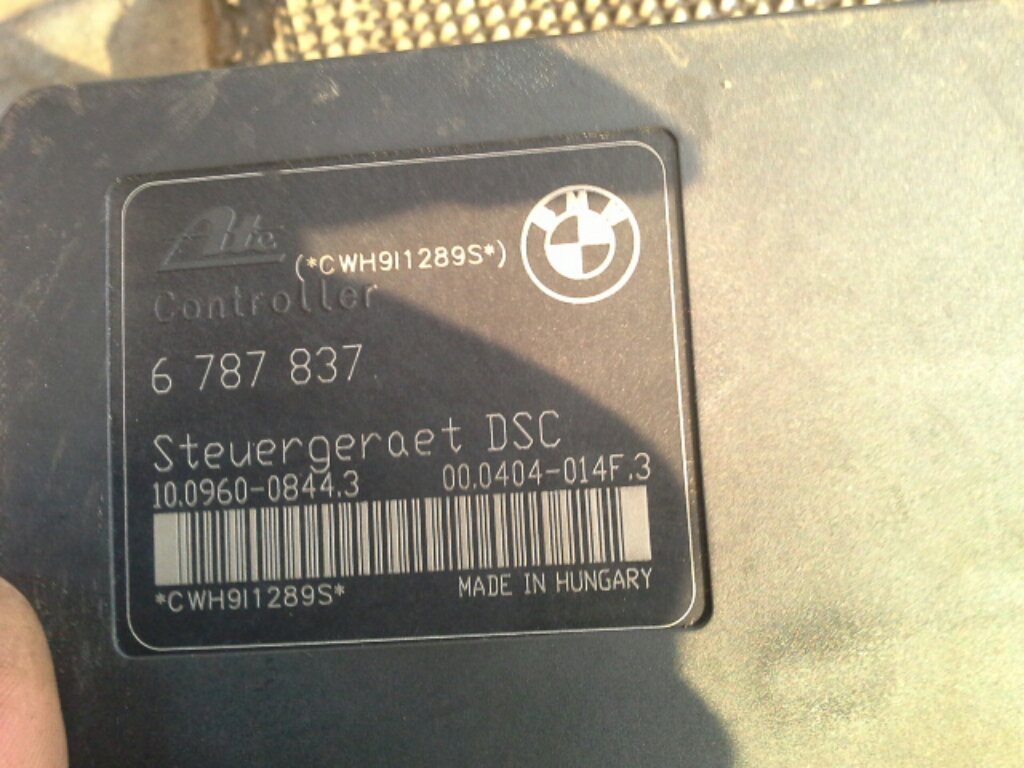 Ate
(*CWH9I1289S*)
BMW
Controller
6 787 837
Steuergeraet DSC
10.0960-0844.3 00.0404-014F.3
*CWH9I1289S*
MADE IN HUNGARY